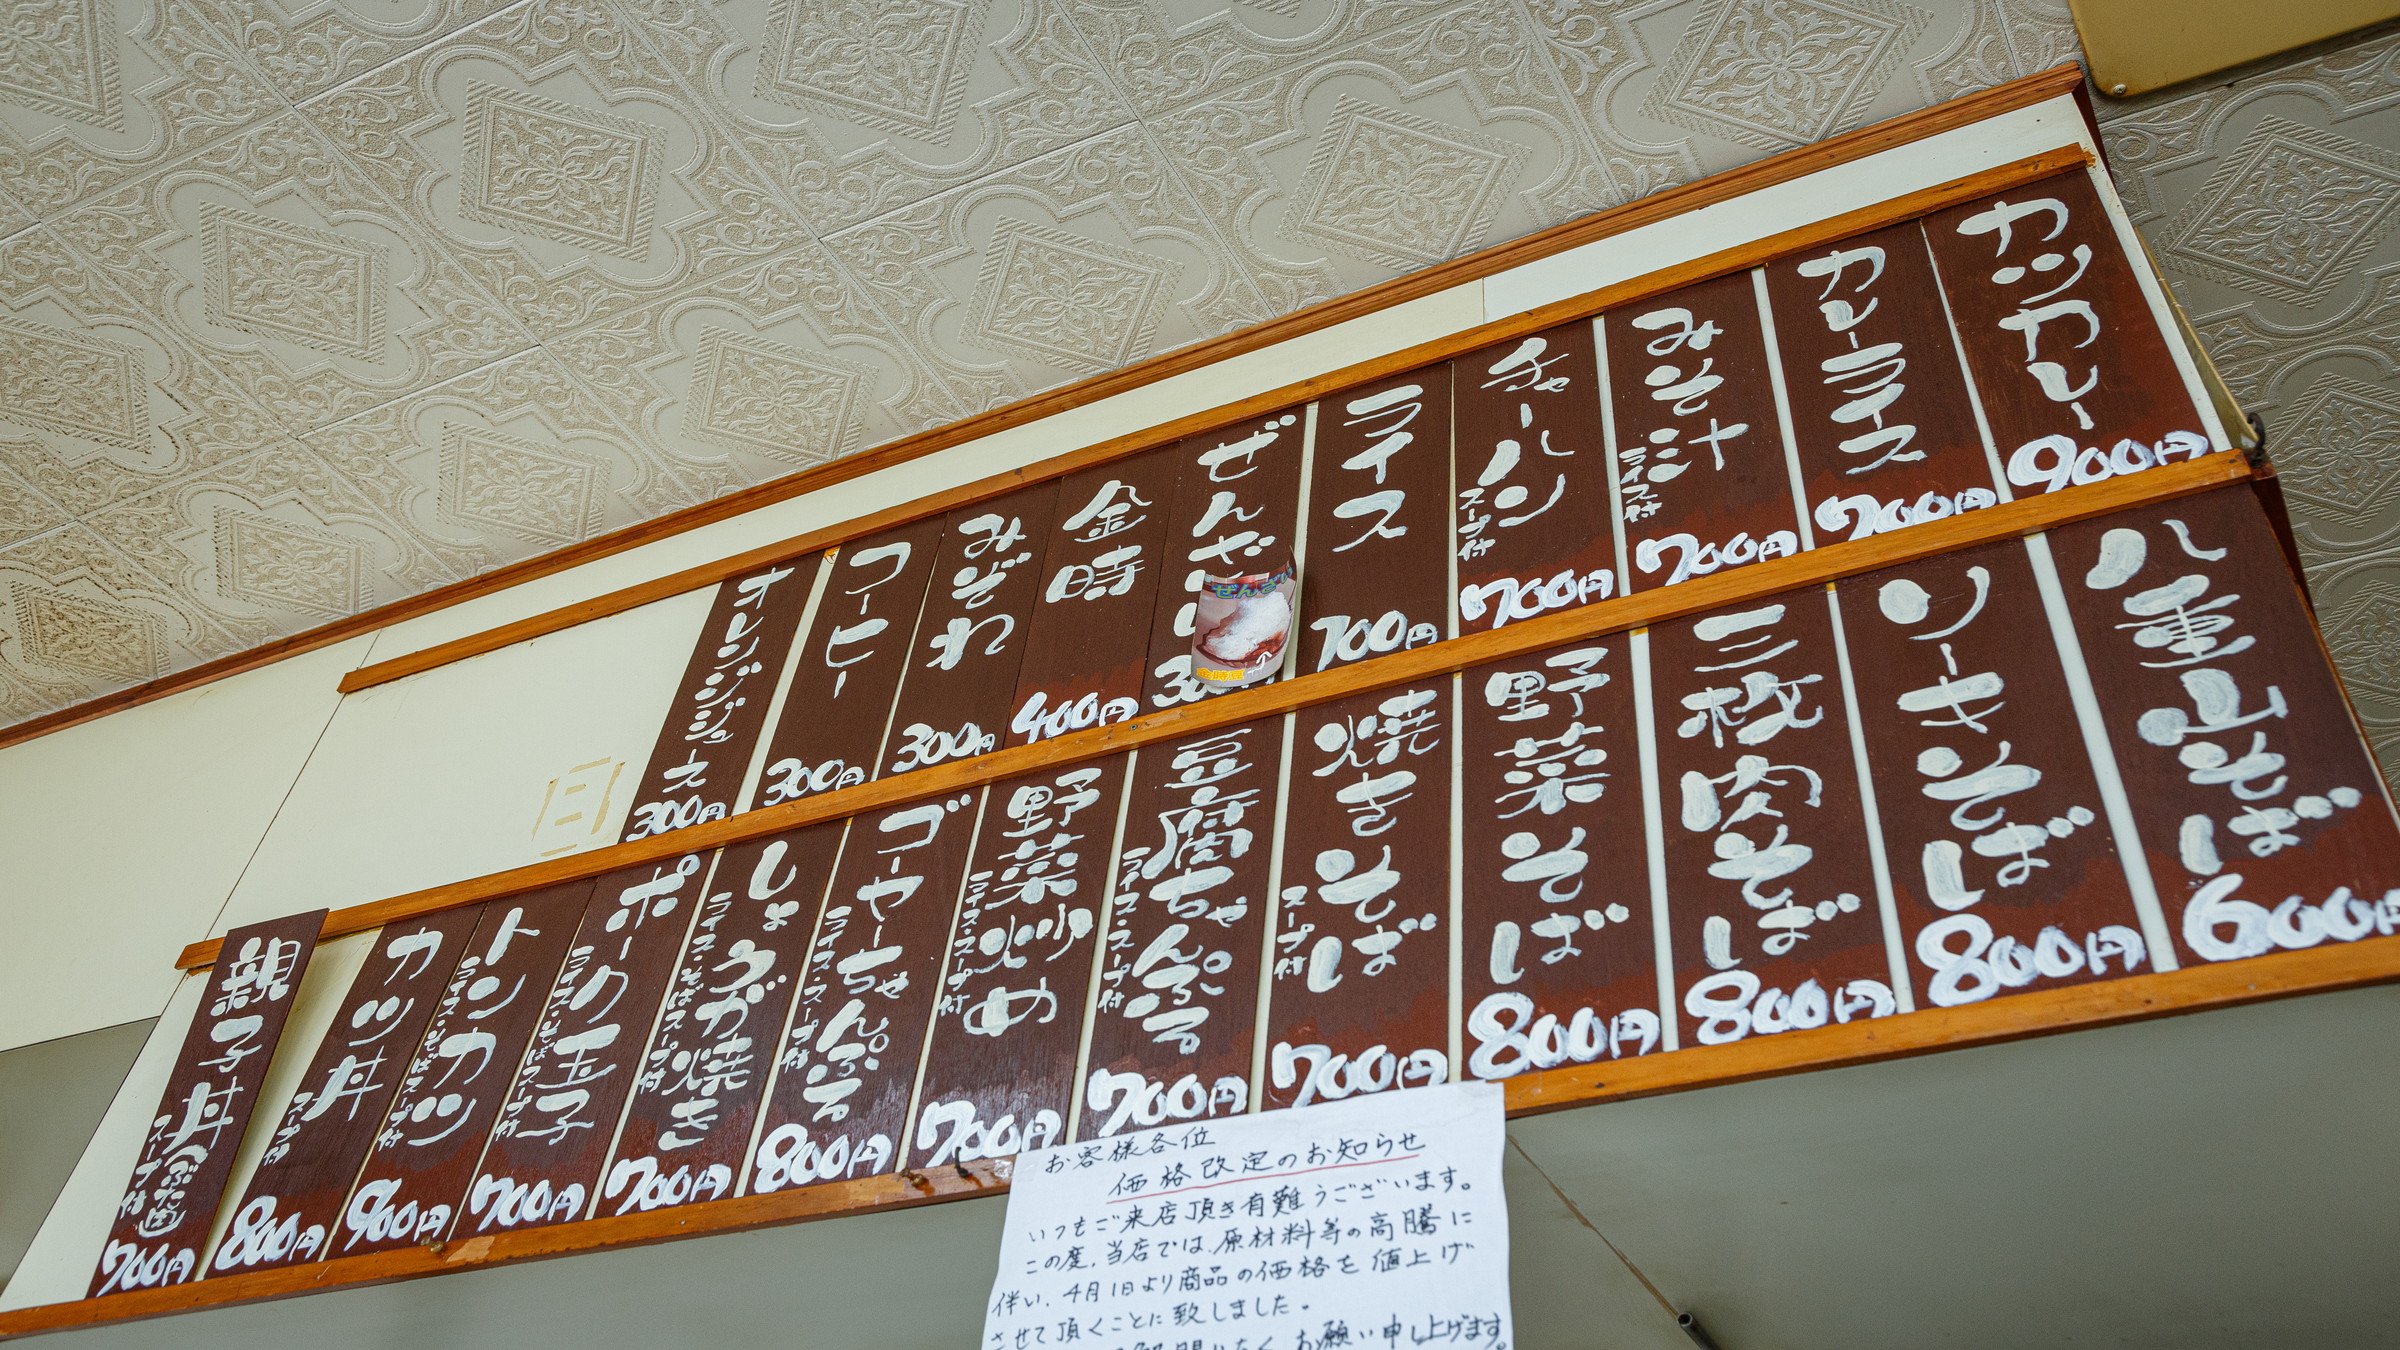 カツカレー 900円
カレーライス 700円
みそ汁 ライス付 700円
チャーハン スープ付 700円
ライス 100円
ぜんざい
ぜんざい
金時豆
金時 400円
みぞれ 300円
コーヒー 300円
オレンジジュース 300円
八重山そば 600円
ソーキそば 800円
三枚肉そば 800円
野菜そば 800円
焼きそば スープ付 700円
豆腐ちゃんぷる ライス・スープ付 700円
野菜炒め ライス・スープ付 700円
ゴーヤーちゃんぷる ライス・スープ付 800円
しょうが焼き ライス・そばスープ付 700円
ポークの玉子 ライス・そばスープ付 700円
トンカツ ライス・そばスープ付 900円
カツ丼 スープ付 800円
親子丼 スープ付 700円
お客様各位
価格改定のお知らせ
いつもご来店頂き有難うございます。
この度、当店では、原材料等の高騰に
伴い、4月1日より商品の価格を値上げ
させて頂くことに致しました。
お願い申し上げます。